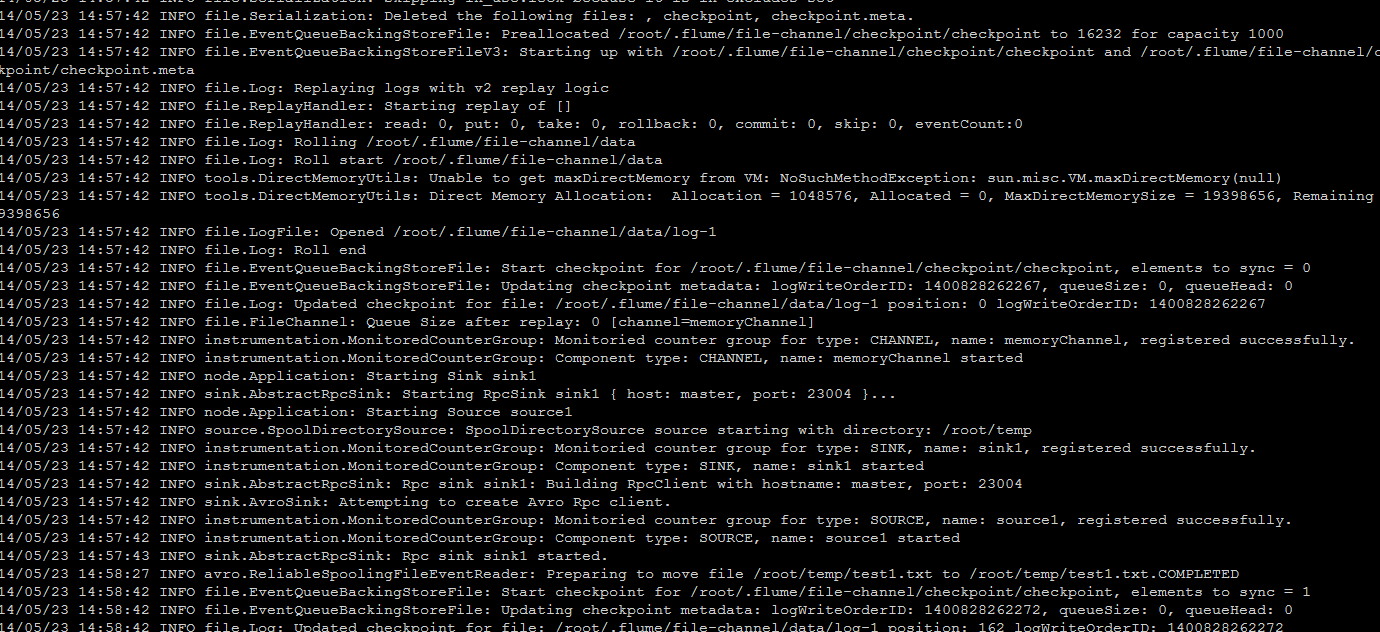 14/05/23 14:57:42 INFO file.Serialization: Skipping in_use.lock because it is in excludes set
14/05/23 14:57:42 INFO file.Serialization: Deleted the following files: , checkpoint, checkpoint.meta.
14/05/23 14:57:42 INFO file.EventQueueBackingStoreFile: Preallocated /root/.flume/file-channel/checkpoint/checkpoint to 16232 for capacity 1000
14/05/23 14:57:42 INFO file.EventQueueBackingStoreFileV3: Starting up with /root/.flume/file-channel/checkpoint/checkpoint and /root/.flume/file-channel/c
kpoint/checkpoint.meta
14/05/23 14:57:42 INFO file.Log: Replaying logs with v2 replay logic
14/05/23 14:57:42 INFO file.ReplayHandler: Starting replay of []
14/05/23 14:57:42 INFO file.ReplayHandler: read: 0, put: 0, take: 0, rollback: 0, commit: 0, skip: 0, eventCount:0
14/05/23 14:57:42 INFO file.Log: Rolling /root/.flume/file-channel/data
14/05/23 14:57:42 INFO file.Log: Roll start /root/.flume/file-channel/data
14/05/23 14:57:42 INFO tools.DirectMemoryUtils: Unable to get maxDirectMemory from VM: NoSuchMethodException: sun.misc.VM.maxDirectMemory(null)
14/05/23 14:57:42 INFO tools.DirectMemoryUtils: Direct Memory Allocation:  Allocation = 1048576, Allocated = 0, MaxDirectMemorySize = 19398656, Remaining
9398656
14/05/23 14:57:42 INFO file.LogFile: Opened /root/.flume/file-channel/data/log-1
14/05/23 14:57:42 INFO file.Log: Roll end
14/05/23 14:57:42 INFO file.EventQueueBackingStoreFile: Start checkpoint for /root/.flume/file-channel/checkpoint/checkpoint, elements to sync = 0
14/05/23 14:57:42 INFO file.EventQueueBackingStoreFile: Updating checkpoint metadata: logWriteOrderID: 1400828262267, queueSize: 0, queueHead: 0
14/05/23 14:57:42 INFO file.Log: Updated checkpoint for file: /root/.flume/file-channel/data/log-1 position: 0 logWriteOrderID: 1400828262267
14/05/23 14:57:42 INFO file.FileChannel: Queue Size after replay: 0 [channel=memoryChannel]
14/05/23 14:57:42 INFO instrumentation.MonitoredCounterGroup: Monitoried counter group for type: CHANNEL, name: memoryChannel, registered successfully.
14/05/23 14:57:42 INFO instrumentation.MonitoredCounterGroup: Component type: CHANNEL, name: memoryChannel started
14/05/23 14:57:42 INFO node.Application: Starting Sink sink1
14/05/23 14:57:42 INFO sink.AbstractRpcSink: Starting RpcSink sink1 { host: master, port: 23004 }...
14/05/23 14:57:42 INFO node.Application: Starting Source source1
14/05/23 14:57:42 INFO source.SpoolDirectorySource: SpoolDirectorySource source starting with directory: /root/temp
14/05/23 14:57:42 INFO instrumentation.MonitoredCounterGroup: Monitoried counter group for type: SINK, name: sink1, registered successfully.
14/05/23 14:57:42 INFO instrumentation.MonitoredCounterGroup: Component type: SINK, name: sink1 started
14/05/23 14:57:42 INFO sink.AbstractRpcSink: Rpc sink sink1: Building RpcClient with hostname: master, port: 23004
14/05/23 14:57:42 INFO sink.AvroSink: Attempting to create Avro Rpc client.
14/05/23 14:57:42 INFO instrumentation.MonitoredCounterGroup: Monitoried counter group for type: SOURCE, name: source1, registered successfully.
14/05/23 14:57:42 INFO instrumentation.MonitoredCounterGroup: Component type: SOURCE, name: source1 started
14/05/23 14:57:43 INFO sink.AbstractRpcSink: Rpc sink sink1 started.
14/05/23 14:58:27 INFO avro.ReliableSpoolingFileEventReader: Preparing to move file /root/temp/test1.txt to /root/temp/test1.txt.COMPLETED
14/05/23 14:58:42 INFO file.EventQueueBackingStoreFile: Start checkpoint for /root/.flume/file-channel/checkpoint/checkpoint, elements to sync = 1
14/05/23 14:58:42 INFO file.EventQueueBackingStoreFile: Updating checkpoint metadata: logWriteOrderID: 1400828262272, queueSize: 0, queueHead: 0
14/05/23 14:58:42 INFO file.Log: Updated checkpoint for file: /root/.flume/file-channel/data/log-1 position: 162 logWriteOrderID: 1400828262272